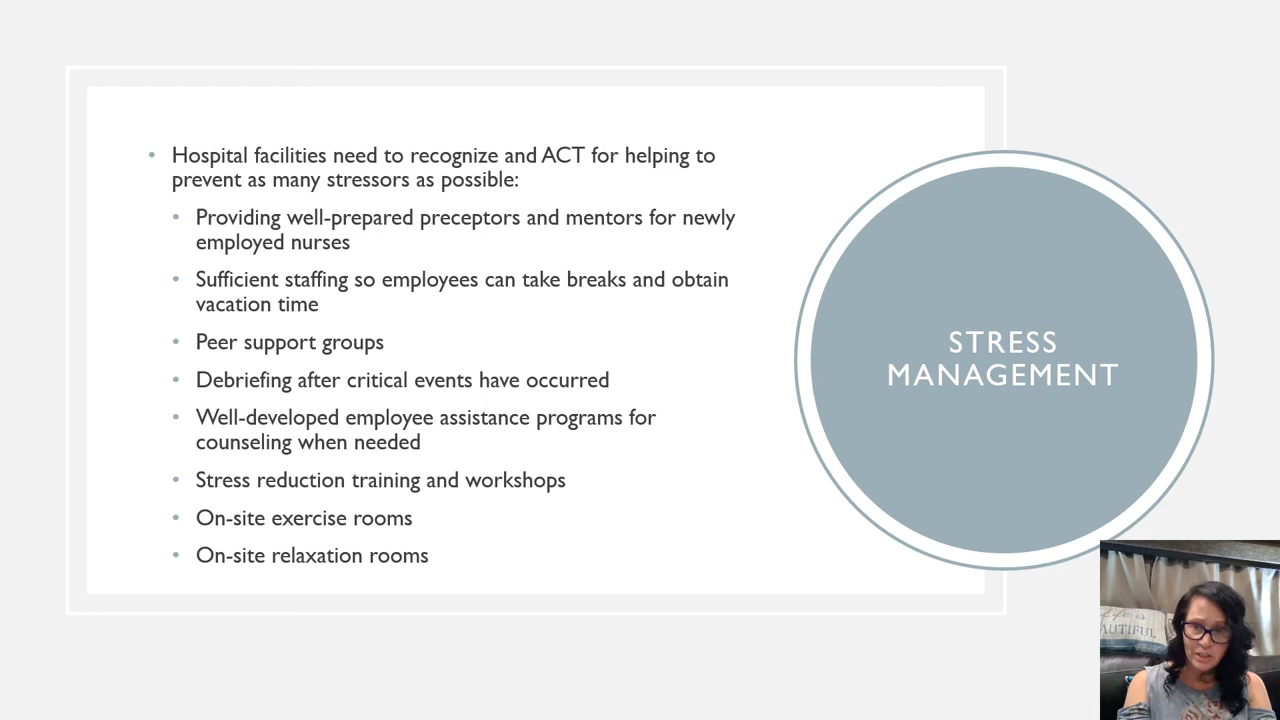 Hospital facilities need to recognize and ACT for helping to
prevent as many stressors as possible:
Providing well-prepared preceptors and mentors for newly
employed nurses
Sufficient staffing so employees can take breaks and obtain
vacation time
Peer support groups
Debriefing after critical events have occurred
Well-developed employee assistance programs for
counseling when needed
Stress reduction training and workshops
On-site exercise rooms
On-site relaxation rooms
STRESS
MANAGEMENT
Life is
AUTIFUL